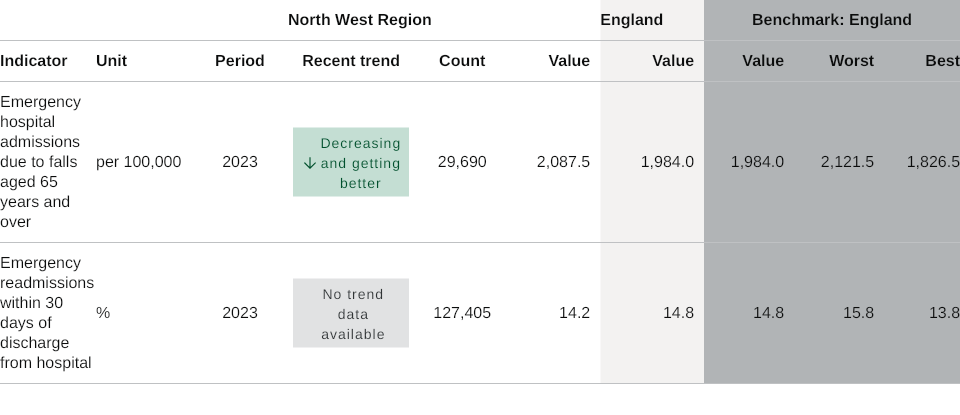 North West Region England Benchmark: England
Indicator Unit Period Recent trend Count Value Value Value Worst Best
Emergency
hospital
admissions
due to falls
aged 65
years and
over
per 100,000 2023
Decreasing
↓ and getting
better
29,690 2,087.5 1,984.0 1,984.0 2,121.5 1,826.5
Emergency
readmissions
within 30
days of
discharge
from hospital
% 2023
No trend
data
available
127,405 14.2 14.8 14.8 15.8 13.8